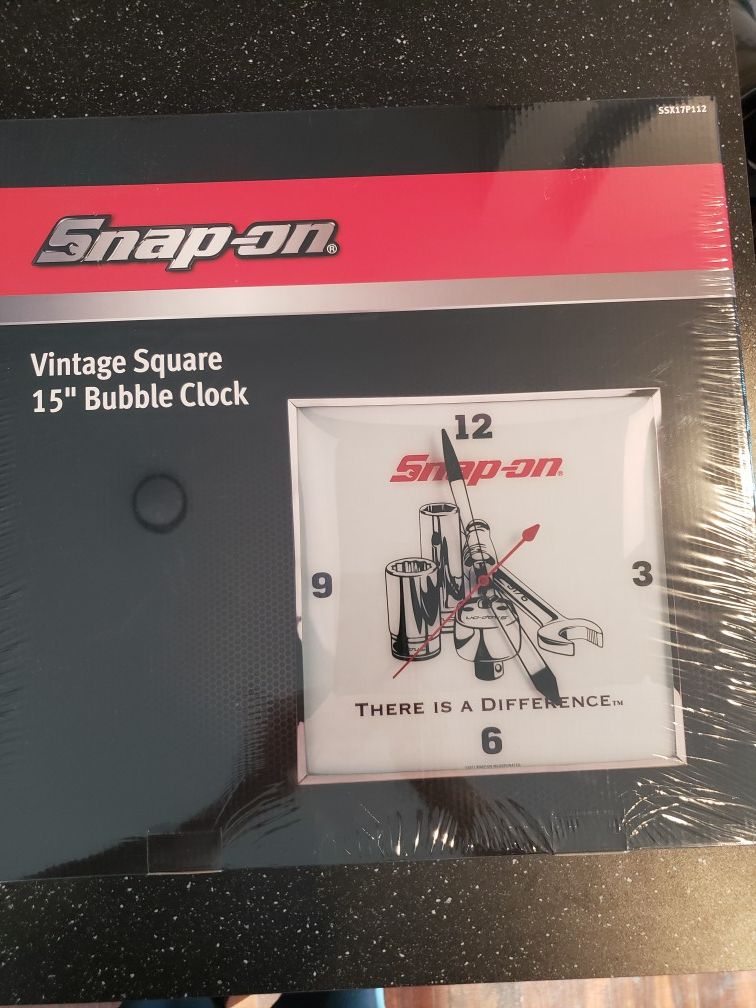 SSX17P112
Snap-on®
Vintage Square
15" Bubble Clock
12
Snap-on®
9
3
THERE IS A DIFFERENCE™
6